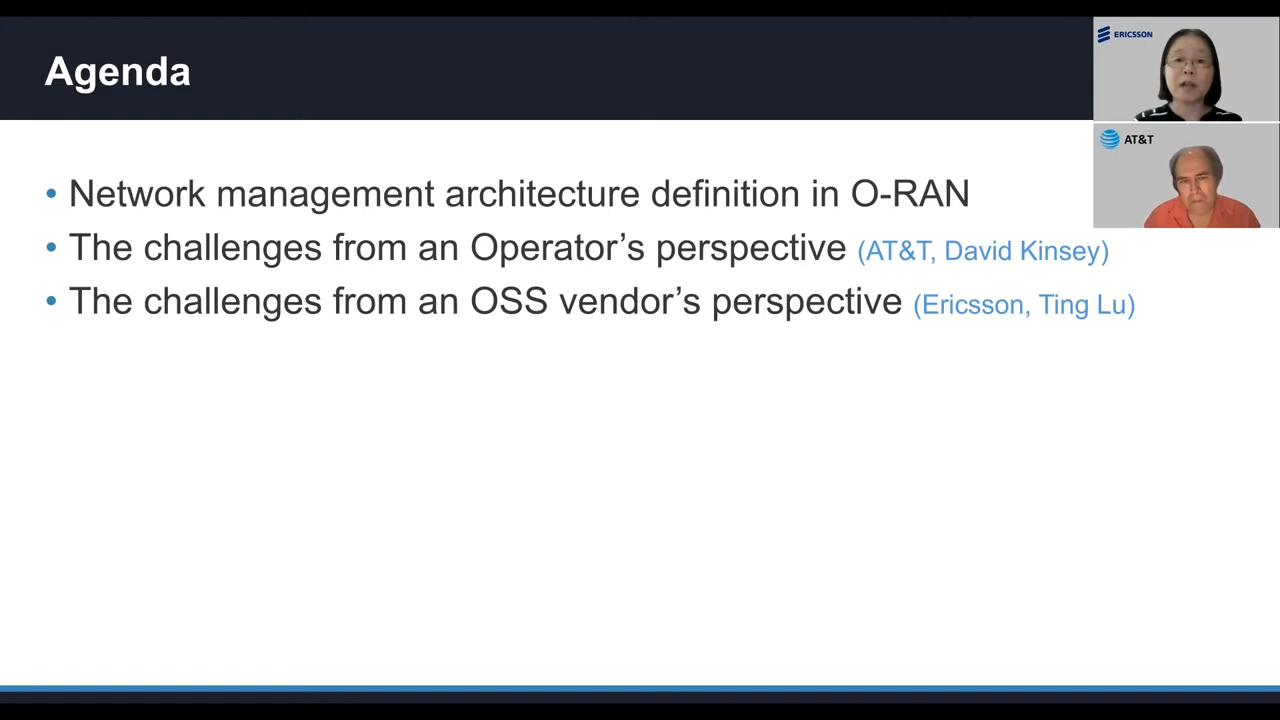 Agenda
ERICSSON
AT&T
• Network management architecture definition in O-RAN
• The challenges from an Operator’s perspective (AT&T, David Kinsey)
• The challenges from an OSS vendor’s perspective (Ericsson, Ting Lu)